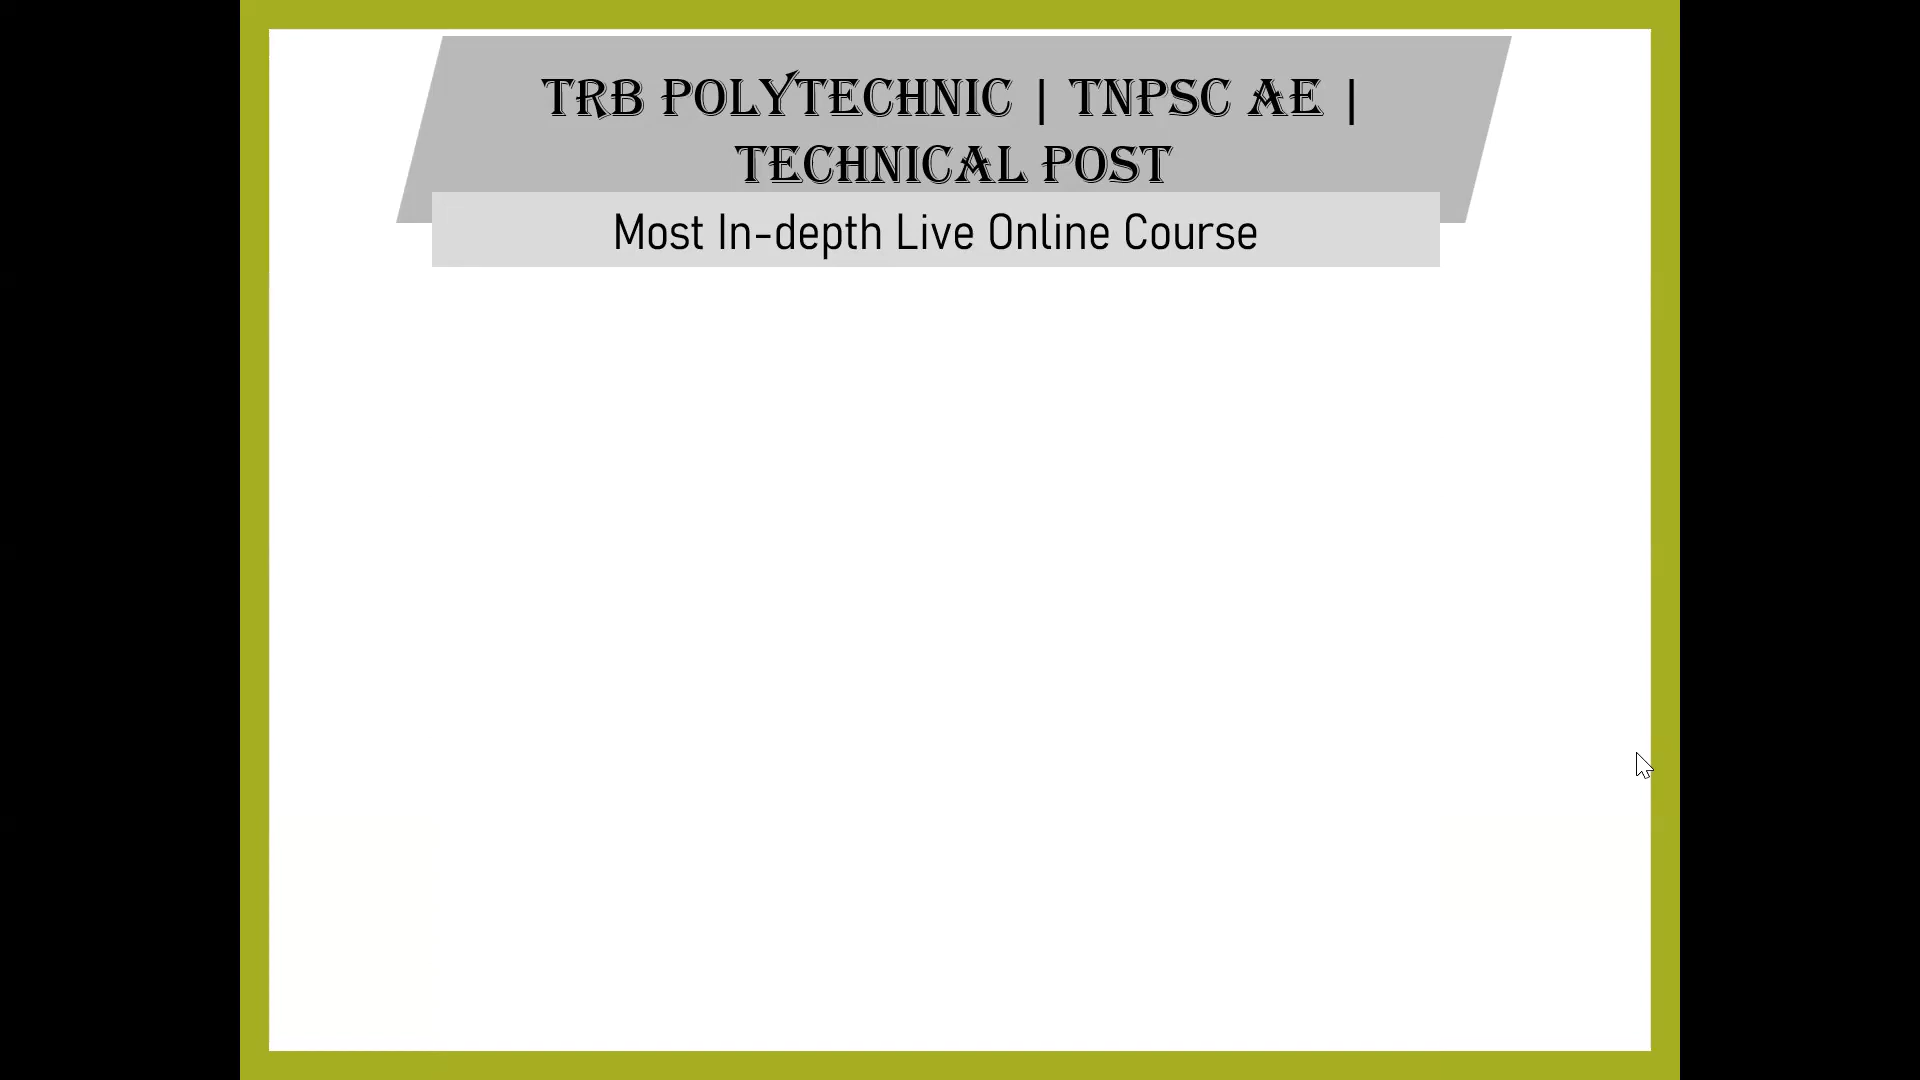 TRB POLYTECHNIC | TNPSC AE |
TECHNICAL POST
Most In-depth Live Online Course